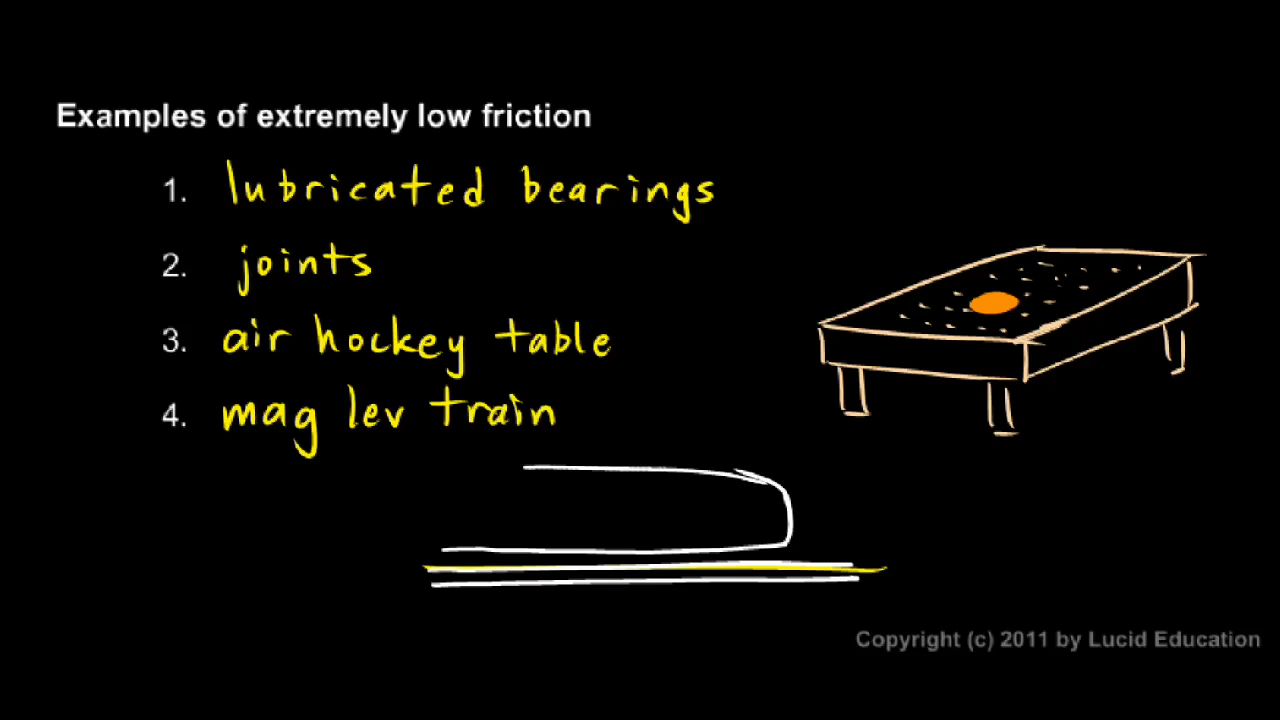 Examples of extremely low friction
1. lubricated bearings
2. joints
3. air hockey table
4. mag lev train
Copyright (c) 2011 by Lucid Education